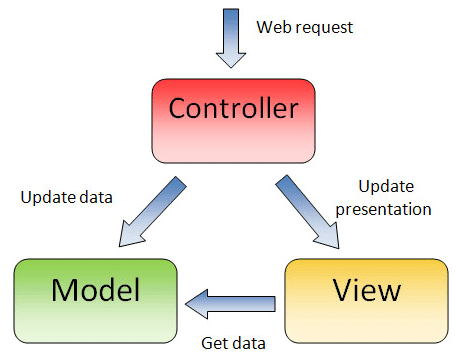 Web request
Controller
Update data
Update
presentation
Model
View
Get data